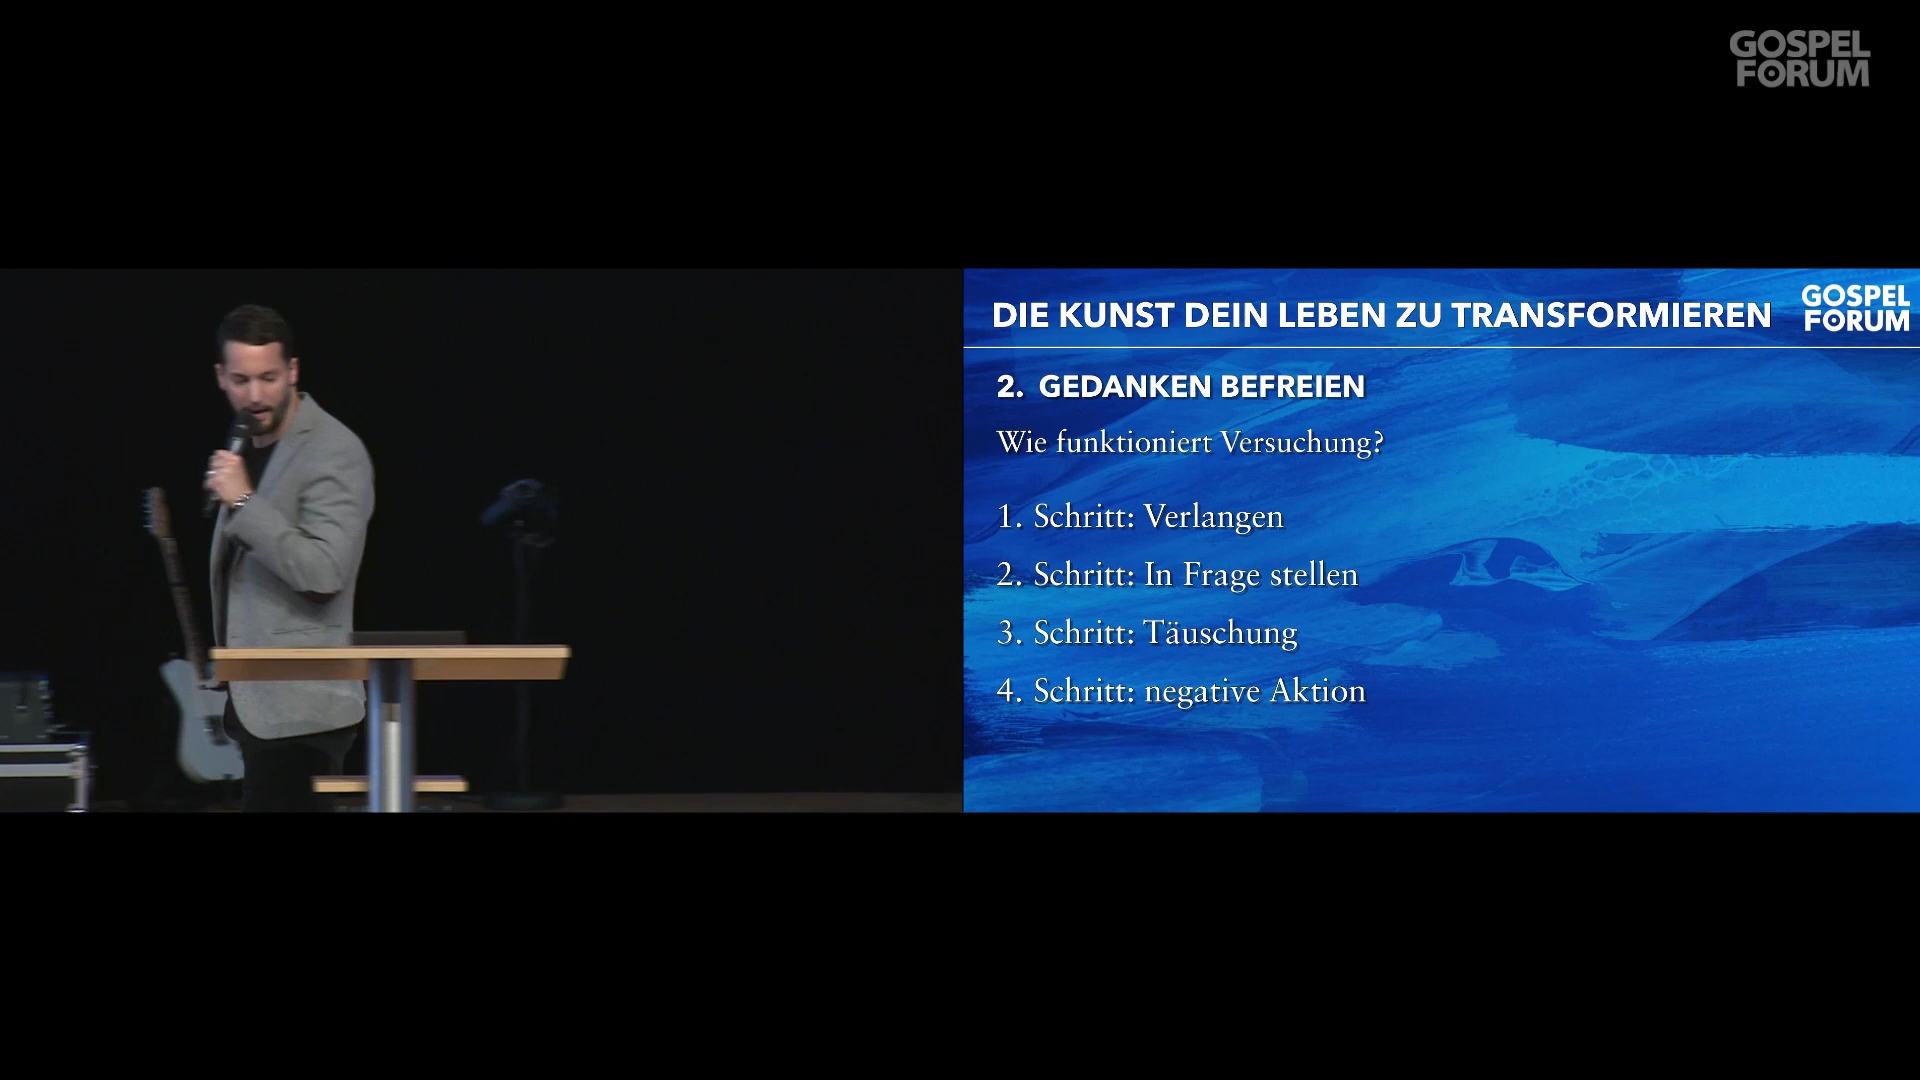 GOSPEL
FORUM
DIE KUNST DEIN LEBEN ZU TRANSFORMIEREN
GOSPEL
FORUM
2. GEDANKEN BEFREIEN
Wie funktioniert Versuchung?
1. Schritt: Verlangen
2. Schritt: In Frage stellen
3. Schritt: Täuschung
4. Schritt: negative Aktion